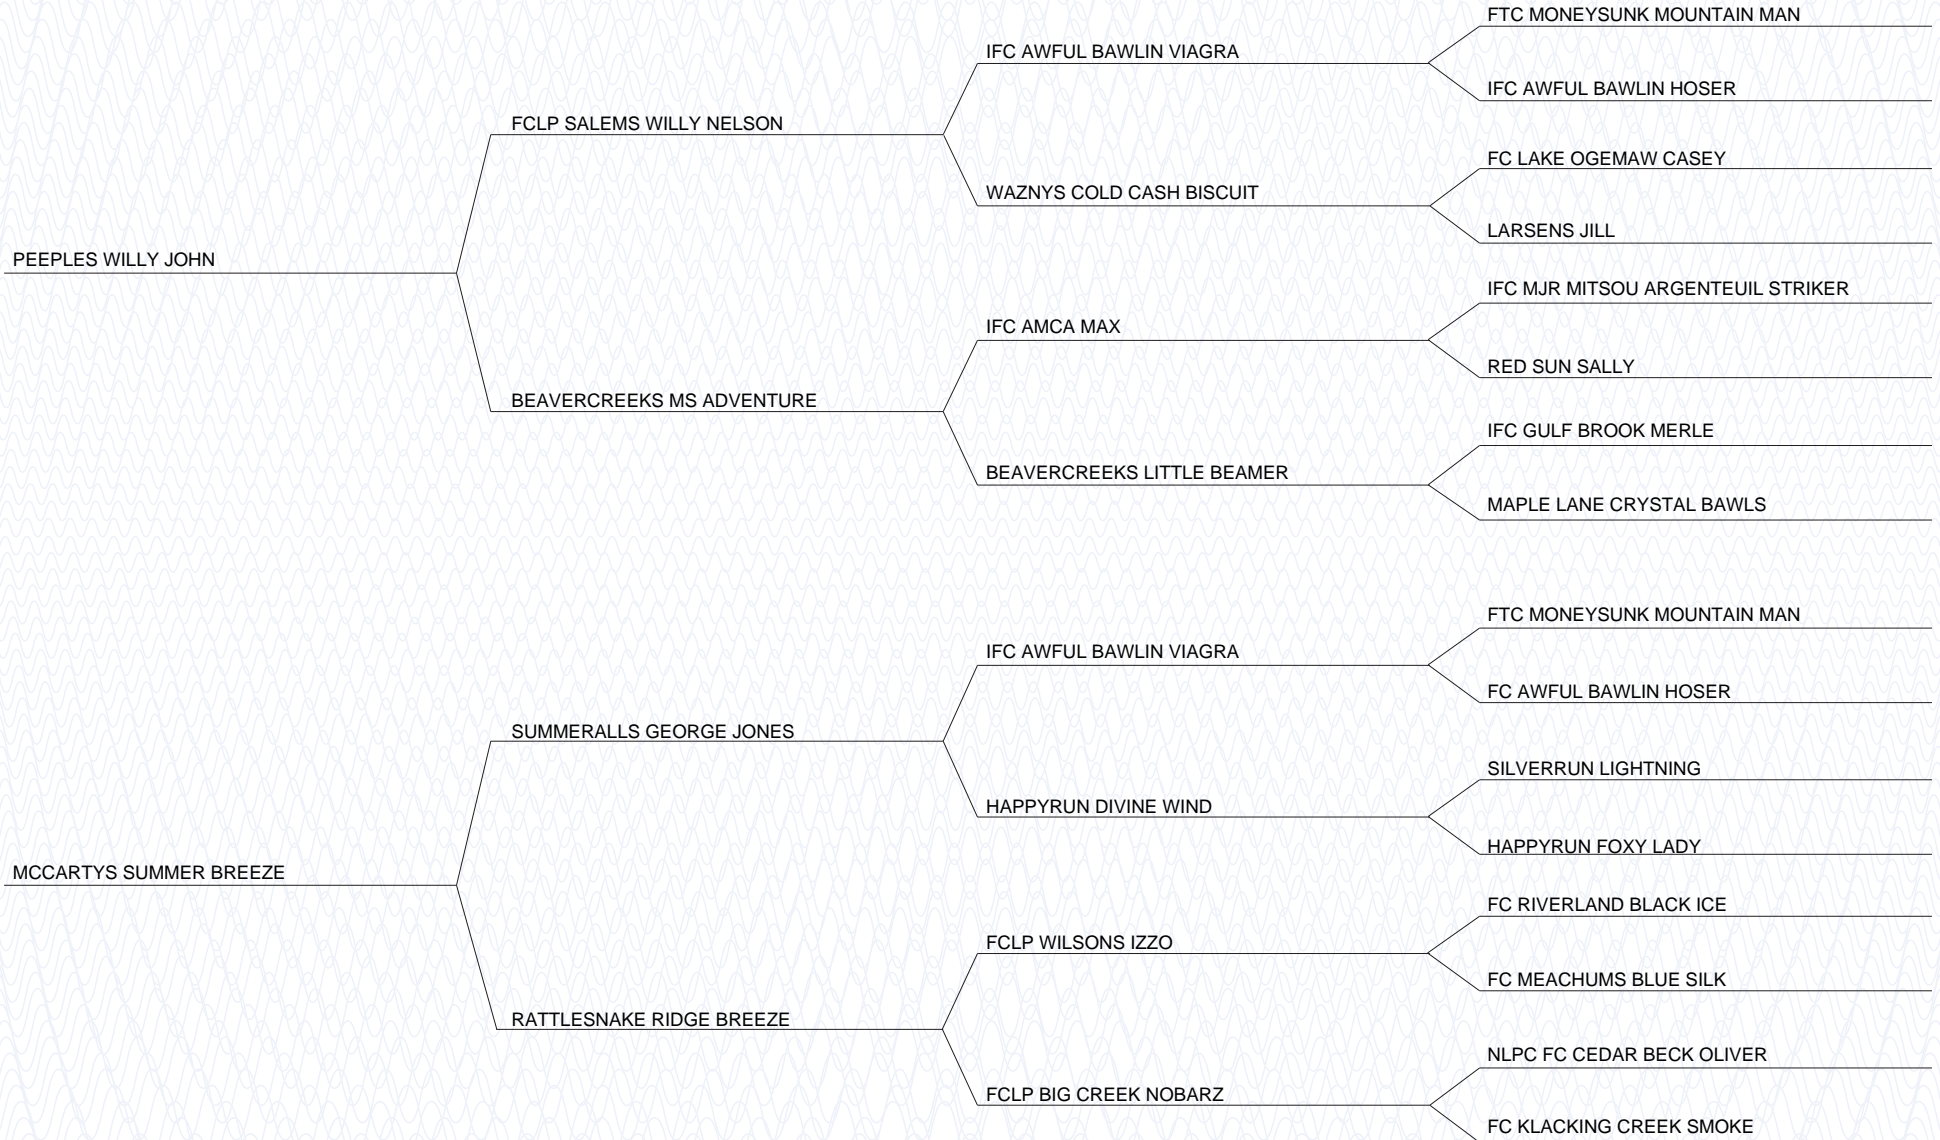 FTC MONEYSUNK MOUNTAIN MAN
IFC AWFUL BAWLIN VIAGRA
IFC AWFUL BAWLIN HOSER
FCLP SALEMS WILLY NELSON
FC LAKE OGEMAW CASEY
WAZNYS COLD CASH BISCUIT
LARSENS JILL
PEEPLES WILLY JOHN
IFC MJR MITSOU ARGENTEUIL STRIKER
IFC AMCA MAX
RED SUN SALLY
BEAVERCREEKS MS ADVENTURE
IFC GULF BROOK MERLE
BEAVERCREEKS LITTLE BEAMER
MAPLE LANE CRYSTAL BAWLS
FTC MONEYSUNK MOUNTAIN MAN
IFC AWFUL BAWLIN VIAGRA
FC AWFUL BAWLIN HOSER
SUMMERALLS GEORGE JONES
SILVERRUN LIGHTNING
HAPPYRUN DIVINE WIND
HAPPYRUN FOXY LADY
MCCARTYS SUMMER BREEZE
FC RIVERLAND BLACK ICE
FCLP WILSONS IZZO
FC MEACHUMS BLUE SILK
RATTLESNAKE RIDGE BREEZE
NLPC FC CEDAR BECK OLIVER
FCLP BIG CREEK NOBARZ
FC KLACKING CREEK SMOKE